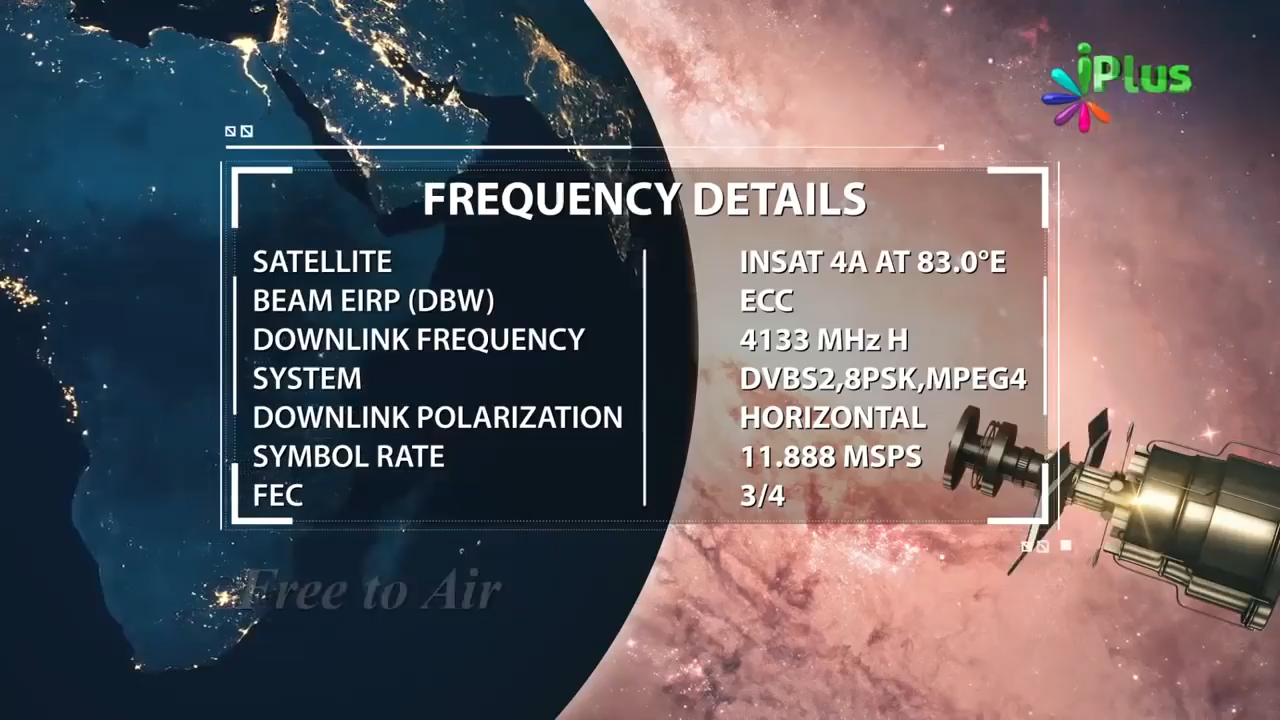 iPlus
FREQUENCY DETAILS
SATELLITE INSAT 4A AT 83.0°E
BEAM EIRP (DBW) ECC
DOWNLINK FREQUENCY 4133 MHz H
SYSTEM DVBS2,8PSK,MPEG4
DOWNLINK POLARIZATION HORIZONTAL
SYMBOL RATE 11.888 MSPS
FEC 3/4
Free to Air